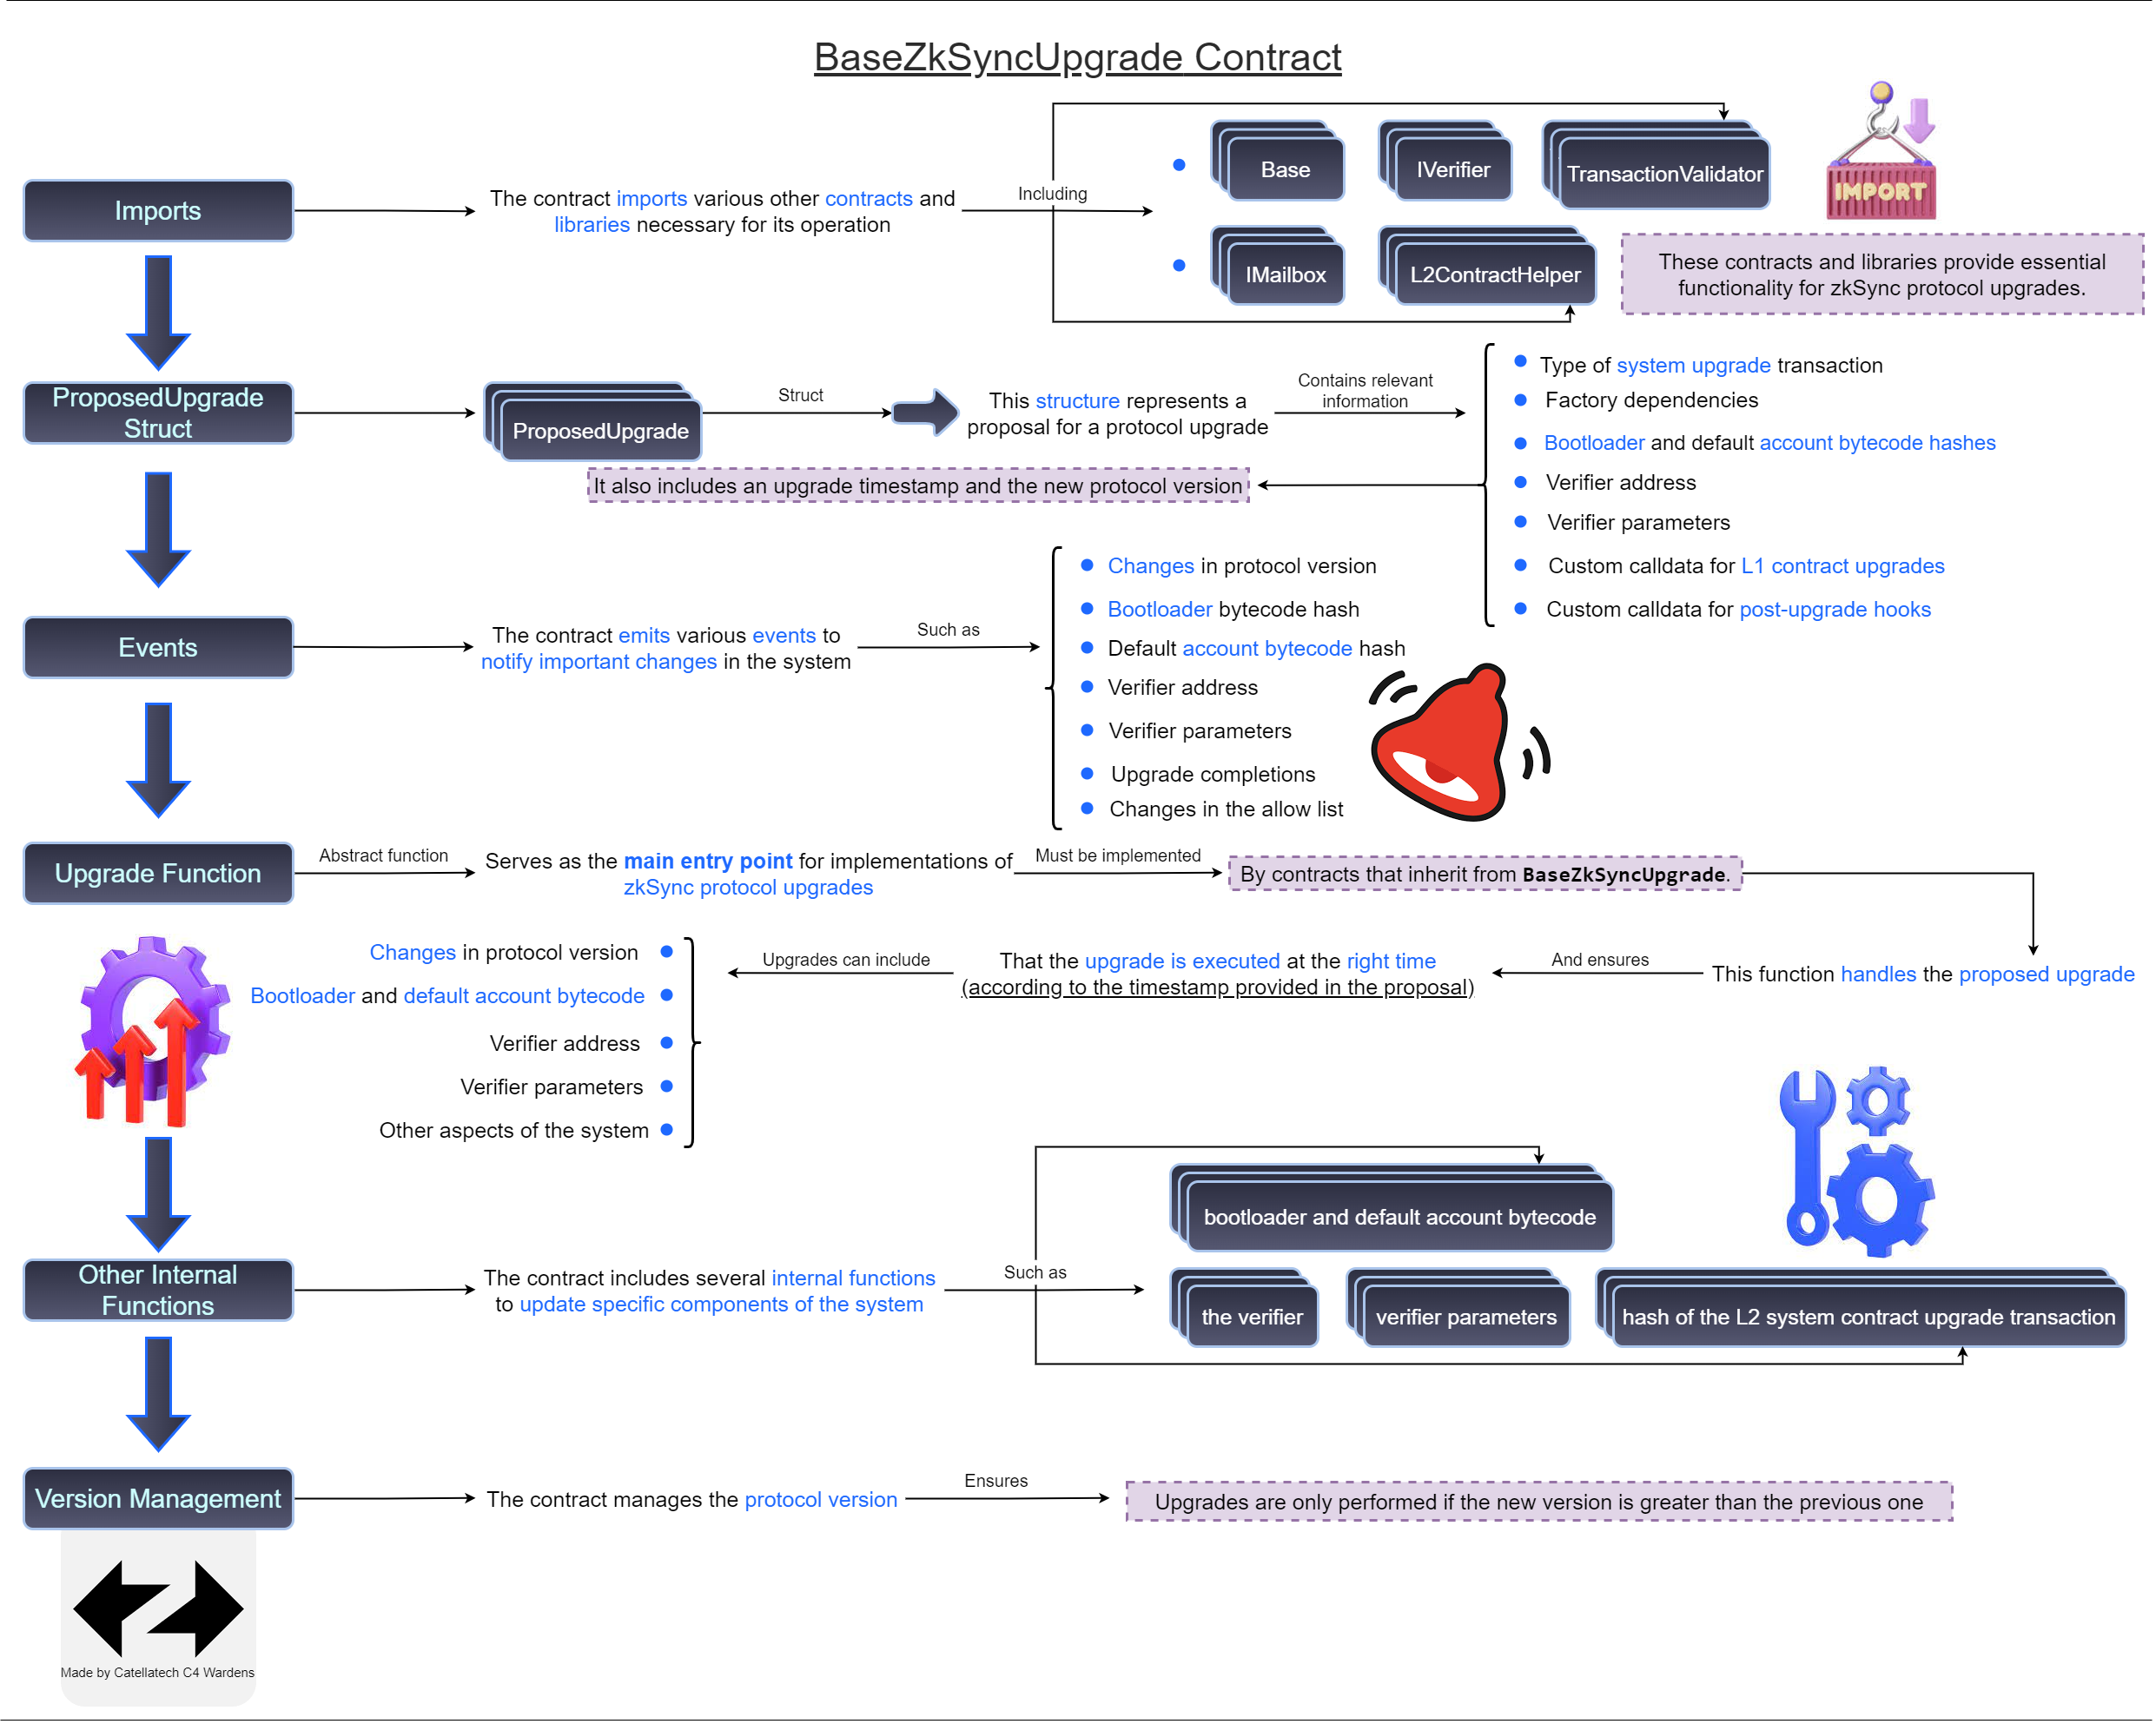 BaseZkSyncUpgrade Contract
Imports
The contract imports various other contracts and
libraries necessary for its operation
Including
Base
IVerifier
TransactionValidator
IMailbox
L2ContractHelper
IMPORT
These contracts and libraries provide essential
functionality for zkSync protocol upgrades.
ProposedUpgrade
Struct
ProposedUpgrade
Struct
This structure represents a
proposal for a protocol upgrade
Contains relevant
information
Type of system upgrade transaction
Factory dependencies
Bootloader and default account bytecode hashes
Verifier address
Verifier parameters
Custom calldata for L1 contract upgrades
Custom calldata for post-upgrade hooks
It also includes an upgrade timestamp and the new protocol version
Events
The contract emits various events to
notify important changes in the system
Such as
Changes in protocol version
Bootloader bytecode hash
Default account bytecode hash
Verifier address
Verifier parameters
Upgrade completions
Changes in the allow list
Upgrade Function
Abstract function
Serves as the main entry point for implementations of
zkSync protocol upgrades
Must be implemented
By contracts that inherit from BaseZkSyncUpgrade.
This function handles the proposed upgrade
And ensures
That the upgrade is executed at the right time
(according to the timestamp provided in the proposal)
Upgrades can include
Changes in protocol version
Bootloader and default account bytecode
Verifier address
Verifier parameters
Other aspects of the system
Other Internal
Functions
The contract includes several internal functions
to update specific components of the system
Such as
bootloader and default account bytecode
the verifier
verifier parameters
hash of the L2 system contract upgrade transaction
Version Management
The contract manages the protocol version
Ensures
Upgrades are only performed if the new version is greater than the previous one
Made by Catellatech C4 Wardens